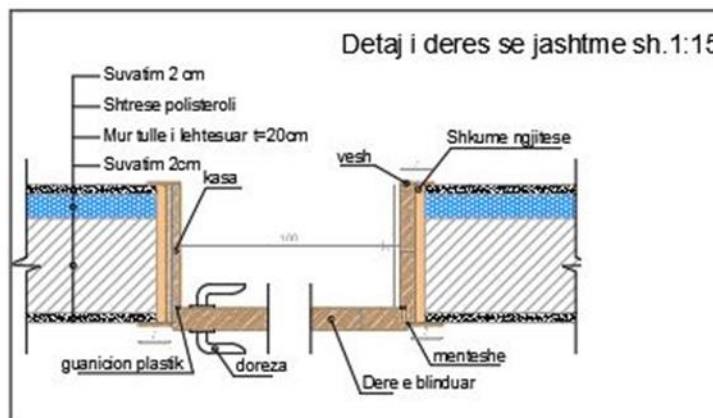 Detaj i deres se jashtme sh.1:15
Suvatim 2 cm
Shtrese polisteroli
Mur tulle i lehtesuar t=20cm
Suvatim 2cm
kasa
vesh
Shkume ngjitese
100
guanicion plastik
doreza
menteshe
Dere e blinduar